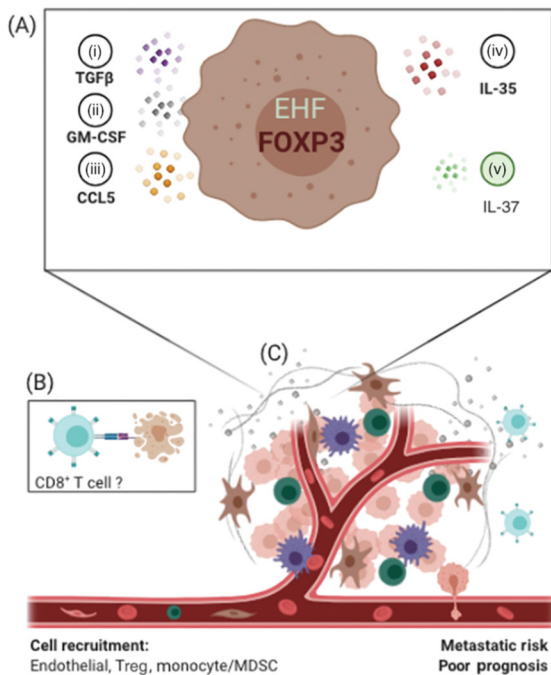 (A)
(i)
TGFβ
(ii)
GM-CSF
(iii)
CCL5
EHF
FOXP3
(iv)
IL-35
(v)
IL-37
(B)
CD8⁺ T cell ?
(C)
Cell recruitment:
Endothelial, Treg, monocyte/MDSC
Metastatic risk
Poor prognosis